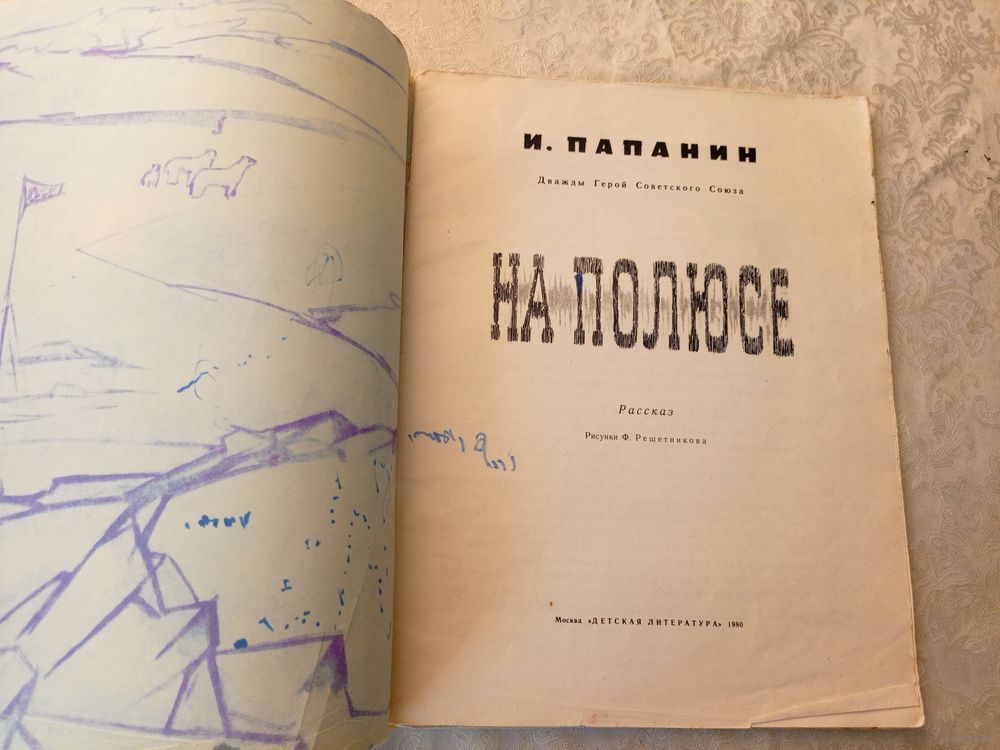 И. ПАПАНИН
Дважды Герой Советского Союза
НА ПОЛЮСЕ
Рассказ
Рисунки Ф. Решетникова
Москва «ДЕТСКАЯ ЛИТЕРАТУРА» 1980